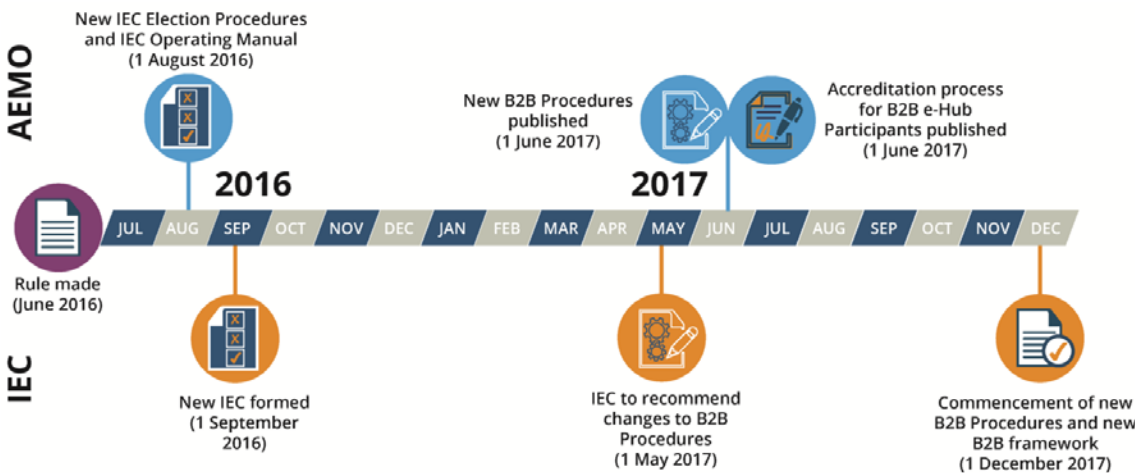 AEMO
New IEC Election Procedures
and IEC Operating Manual
(1 August 2016)
New B2B Procedures
published
(1 June 2017)
Accreditation process
for B2B e-Hub
Participants published
(1 June 2017)
2016
2017
JUL AUG SEP OCT NOV DEC JAN FEB MAR APR MAY JUN JUL AUG SEP OCT NOV DEC
Rule made
(June 2016)
IEC
New IEC formed
(1 September
2016)
IEC to recommend
changes to B2B
Procedures
(1 May 2017)
Commencement of new
B2B Procedures and new
B2B framework
(1 December 2017)